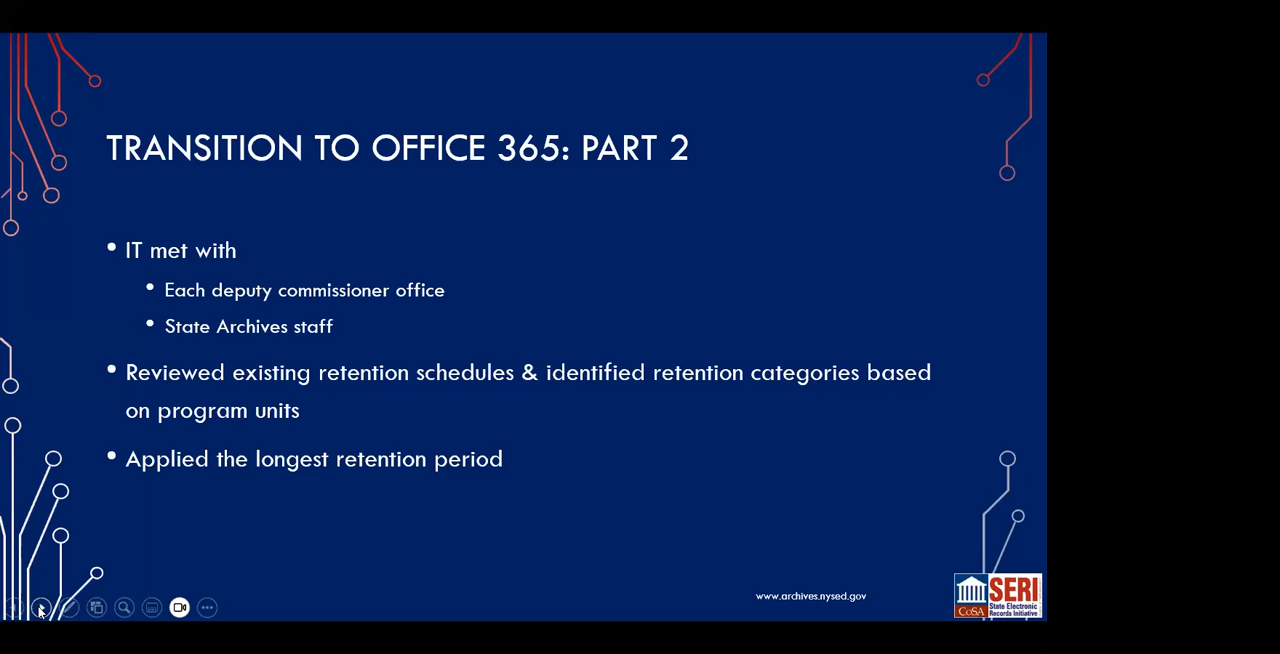 TRANSITION TO OFFICE 365: PART 2
• IT met with
• Each deputy commissioner office
• State Archives staff
• Reviewed existing retention schedules & identified retention categories based
on program units
• Applied the longest retention period
www.archives.nysed.gov
CoSA
SERI
State Electronic
Records Initiative